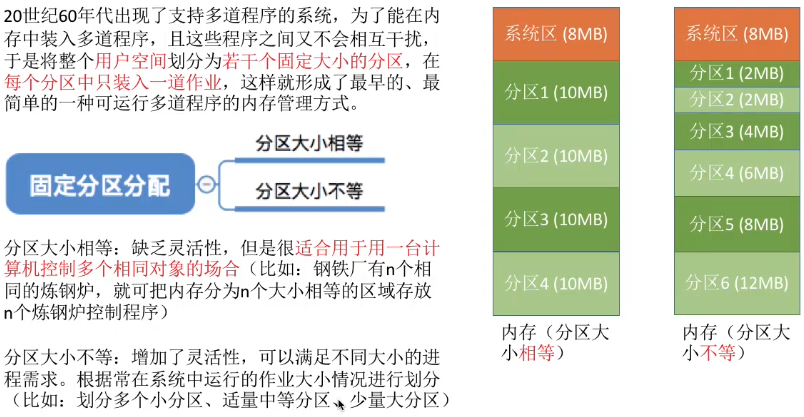 20世纪60年代出现了支持多道程序的系统，为了能在内
存中装入多道程序，且这些程序之间又不会相互干扰，
于是将整个用户空间划分为若干个固定大小的分区，在
每个分区中只装入一道作业，这样就形成了最早的、最
简单的一种可运行多道程序的内存管理方式。
固定分区分配
分区大小相等
分区大小不等
分区大小相等：缺乏灵活性，但是很适合用于用一台计
算机控制多个相同对象的场合（比如：钢铁厂有n个相
同的炼钢炉，就可把内存分为n个大小相等的区域存放
n个炼钢炉控制程序）
分区大小不等：增加了灵活性，可以满足不同大小的进
程需求。根据常在系统中运行的作业大小情况进行划分
（比如：划分多个小分区、适量中等分区、少量大分区）
系统区 (8MB)
分区1 (10MB)
分区2 (10MB)
分区3 (10MB)
分区4 (10MB)
内存（分区大
小相等）
系统区 (8MB)
分区1 (2MB)
分区2 (2MB)
分区3 (4MB)
分区4 (6MB)
分区5 (8MB)
分区6 (12MB)
内存（分区大
小不等）